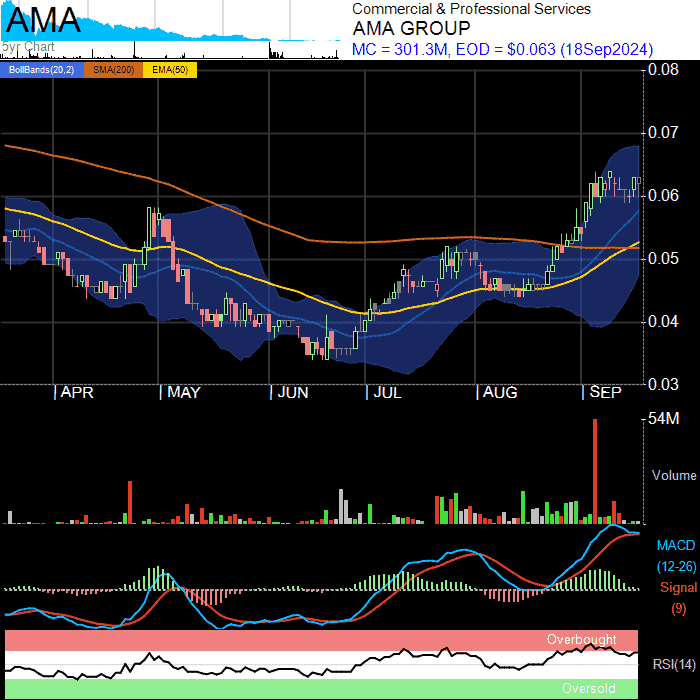 AMA
Commercial & Professional Services
AMA GROUP
5yr Chart
MC = 301.3M, EOD = $0.063 (18Sep2024)
BollBands(20,2) SMA(200) EMA(50)
0.08
0.07
0.06
0.05
0.04
0.03
APR MAY JUN JUL AUG SEP
54M
Volume
MACD
(12-26)
Signal
(9)
Overbought
RSI(14)
Oversold